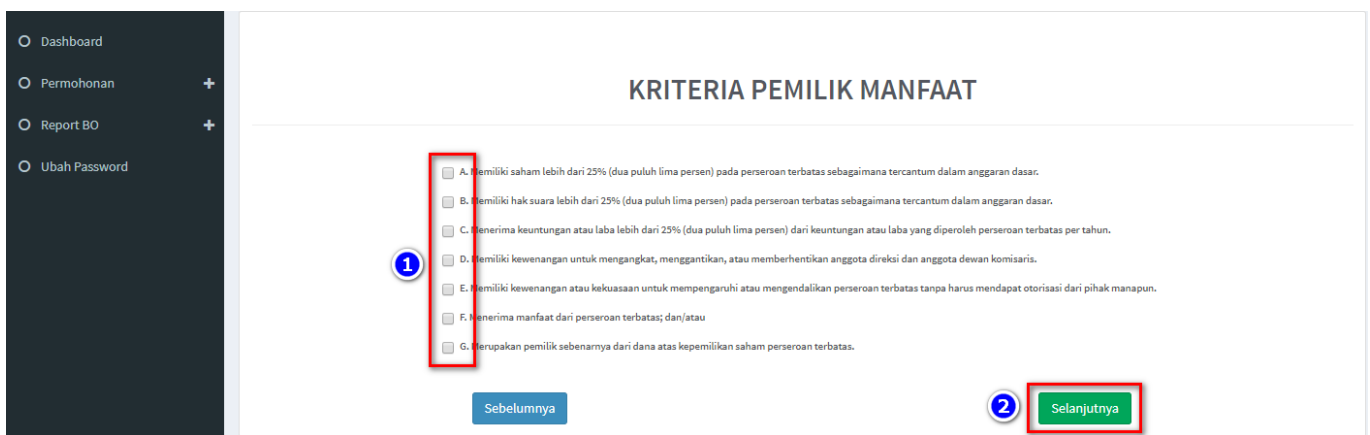 Dashboard
Permohonan
Report BO
Ubah Password
KRITERIA PEMILIK MANFAAT
A. Memiliki saham lebih dari 25% (dua puluh lima persen) pada perseroan terbatas sebagaimana tercantum dalam anggaran dasar.
B. Memiliki hak suara lebih dari 25% (dua puluh lima persen) pada perseroan terbatas sebagaimana tercantum dalam anggaran dasar.
C. Menerima keuntungan atau laba lebih dari 25% (dua puluh lima persen) dari keuntungan atau laba yang diperoleh perseroan terbatas per tahun.
D. Memiliki kewenangan untuk mengangkat, menggantikan, atau memberhentikan anggota direksi dan anggota dewan komisaris.
E. Memiliki kewenangan atau kekuasaan untuk mempengaruhi atau mengendalikan perseroan terbatas tanpa harus mendapat otorisasi dari pihak manapun.
F. Menerima manfaat dari perseroan terbatas; dan/atau
G. Merupakan pemilik sebenarnya dari dana atas kepemilikan saham perseroan terbatas.
1
Sebelumnya
2
Selanjutnya